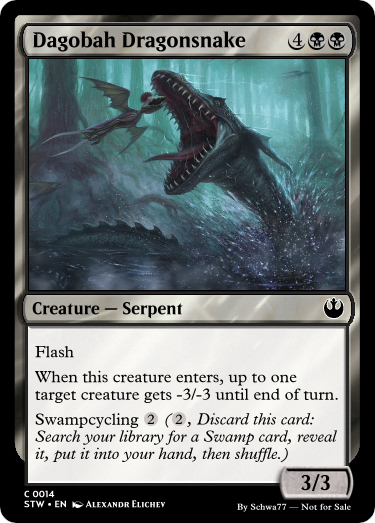 Dagobah Dragonsnake 4
Creature — Serpent
Flash
When this creature enters, up to one
target creature gets -3/-3 until end of turn.
Swampcycling 2 (2, Discard this card:
Search your library for a Swamp card, reveal
it, put it into your hand, then shuffle.)
3/3
C 0014
STW • EN Alexandr Elichev
By Schwa77 — Not for Sale